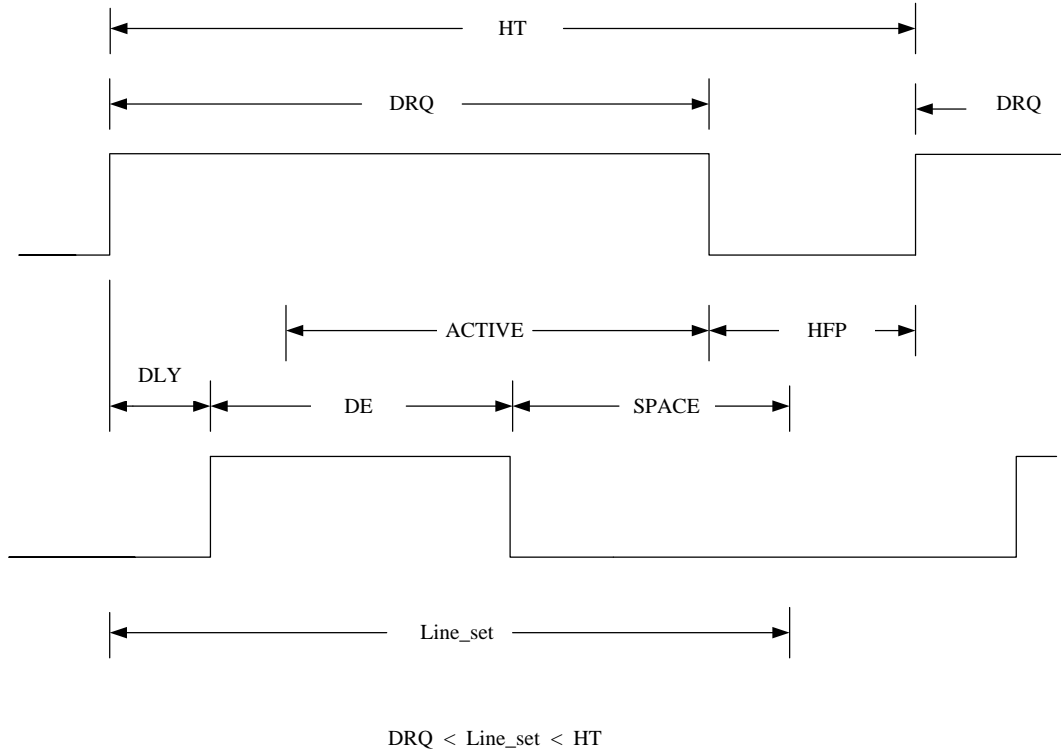 HT
DRQ
DRQ
ACTIVE
HFP
DLY
DE
SPACE
Line_set
DRQ < Line_set < HT